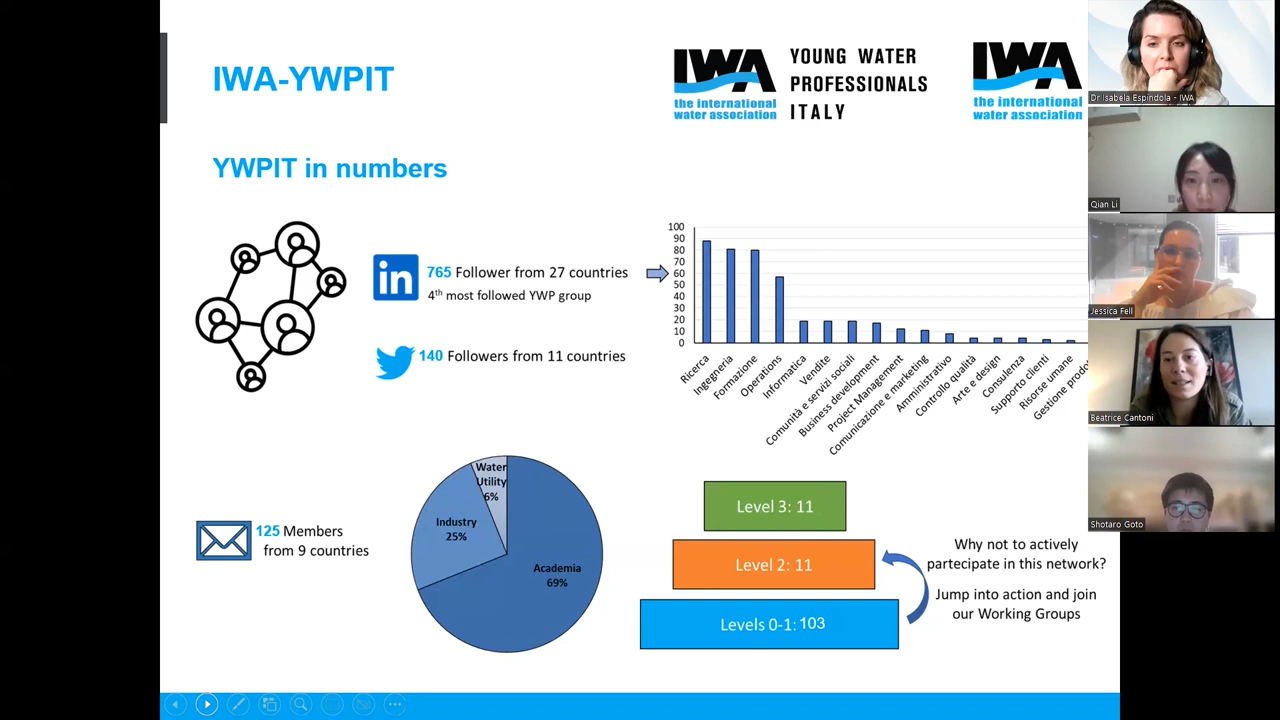 IWA-YWPIT
IWA
the international
water association
YOUNG WATER
PROFESSIONALS
ITALY
IWA
the international
water association
YWPIT in numbers
in
765 Follower from 27 countries
4th most followed YWP group
140 Followers from 11 countries
100
90
80
70
60
50
40
30
20
10
0
Ricerca
Ingegneria
Formazione
Operations
Informatica
Vendite
Comunità e servizi sociali
Business development
Project Management
Comunicazione e marketing
Amministrativo
Controllo qualità
Arte e design
Consulenza
Supporto clienti
Risorse umane
Gestione
125 Members
from 9 countries
Water
Utility
6%
Industry
25%
Academia
69%
Level 3: 11
Level 2: 11
Levels 0-1: 103
Why not to actively
partecipate in this network?
Jump into action and join
our Working Groups
Dr Isabela Espindola - IWA
Qian Li
Jessica Fell
Beatrice Cantoni
Shotaro Goto